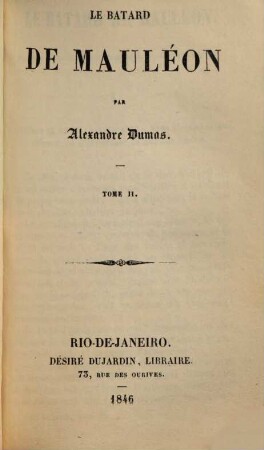 LE BATARD
DE MAULÉON
PAR
Alexandre Dumas.
TOME II.
RIO-DE-JANEIRO.
DÉSIRÉ DUJARDIN, LIBRAIRE.
73, RUE DES OURIVES.
1846